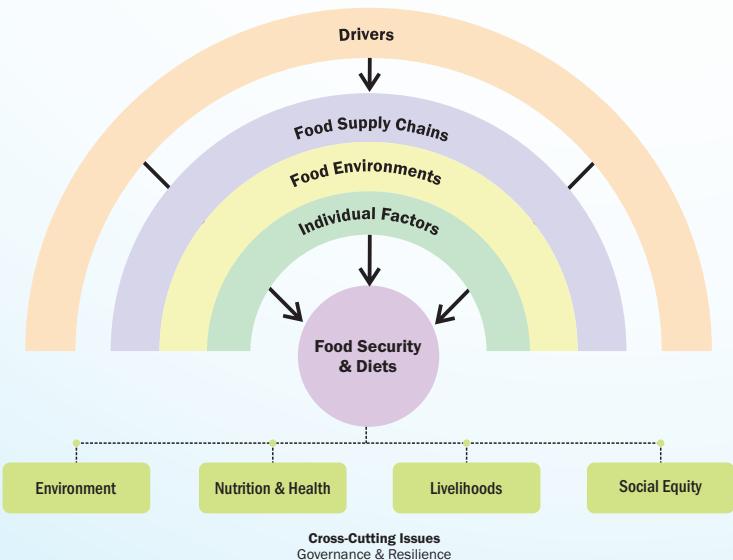 Drivers
Food Supply Chains
Food Environments
Individual Factors
Food Security
& Diets
Environment
Nutrition & Health
Livelihoods
Social Equity
Cross-Cutting Issues
Governance & Resilience